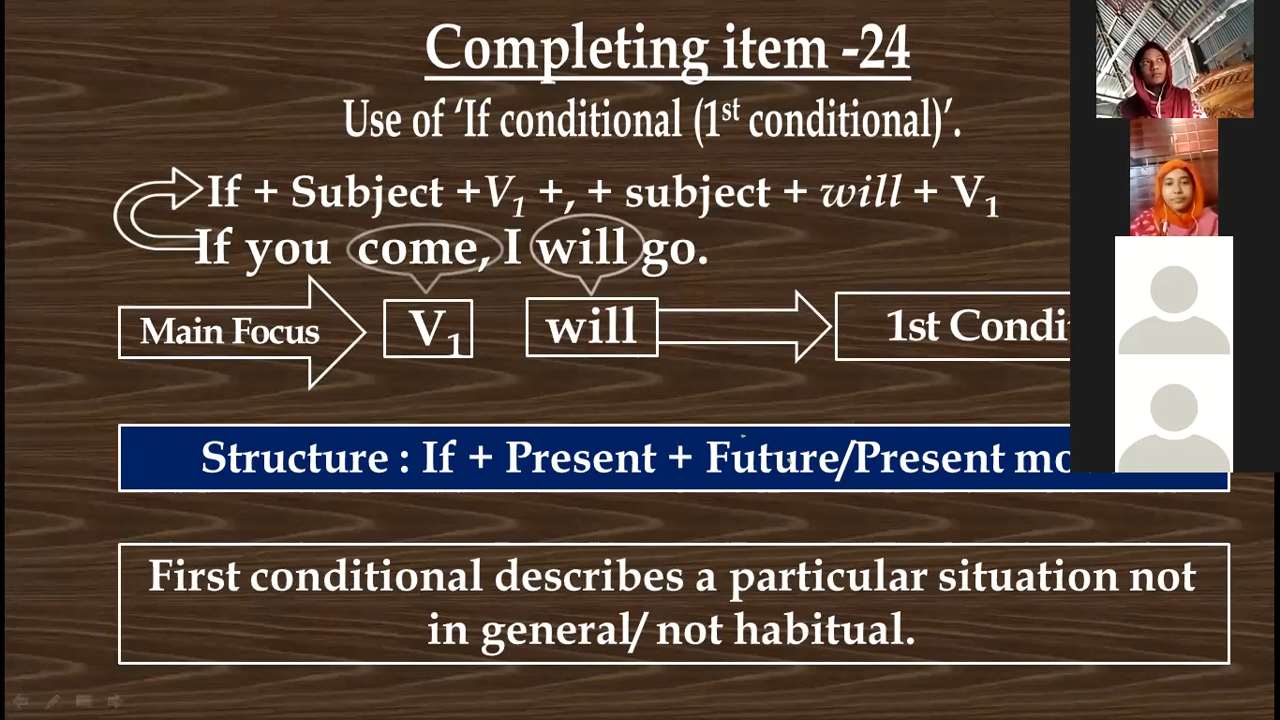 Completing item -24
Use of ‘If conditional (1st conditional)’.
If + Subject +V1 +, + subject + will + V1
If you come, I will go.
Main Focus
V1
will
1st Condi
Structure : If + Present + Future/Present mo
First conditional describes a particular situation not
in general/ not habitual.